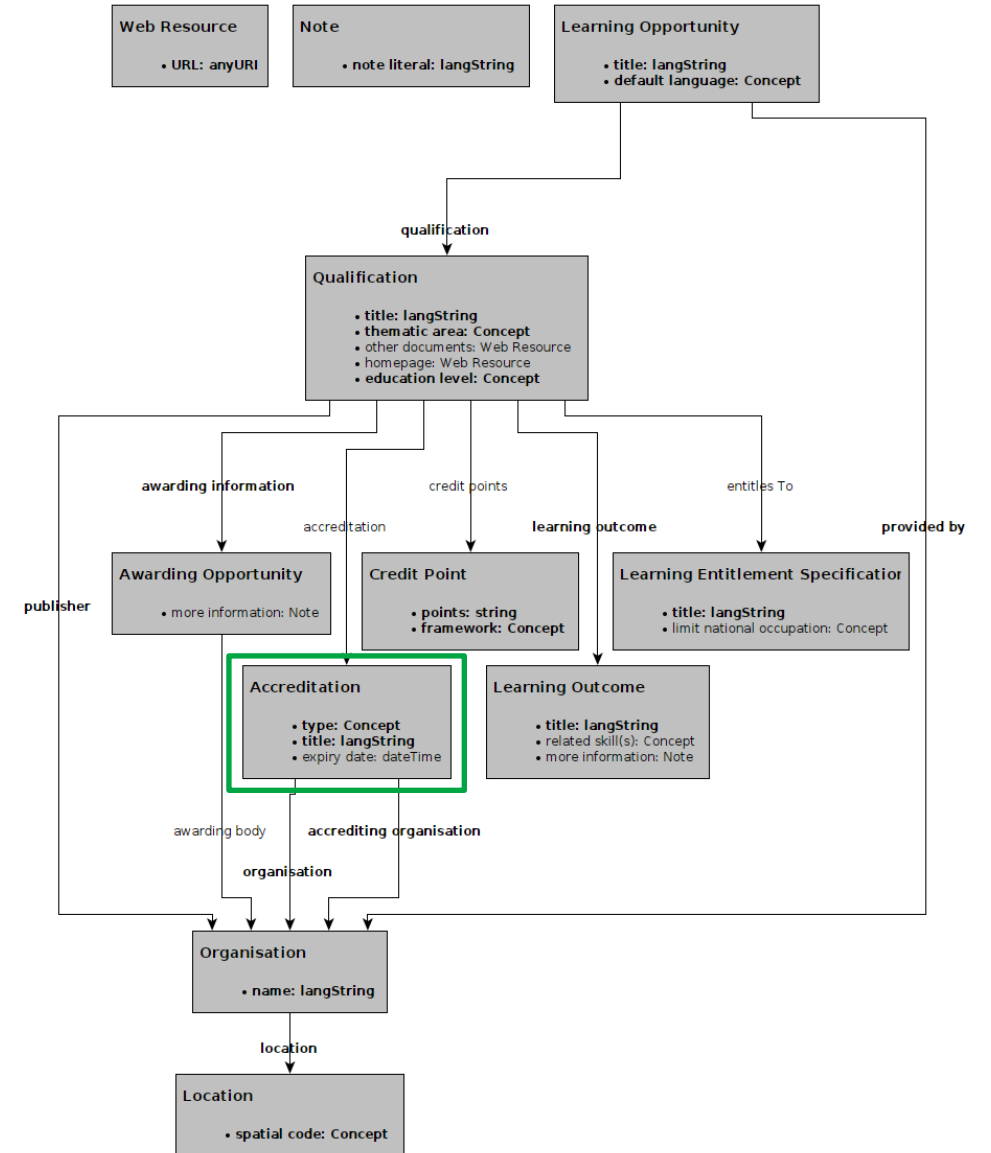 Web Resource
• URL: anyURI
Note
• note literal: langString
Learning Opportunity
• title: langString
• default language: Concept
qualification
Qualification
• title: langString
• thematic area: Concept
• other documents: Web Resource
• homepage: Web Resource
• education level: Concept
awarding information
credit points
entitles To
accreditation
learning outcome
provided by
Awarding Opportunity
• more information: Note
Credit Point
• points: string
• framework: Concept
Learning Entitlement Specification
• title: langString
• limit national occupation: Concept
publisher
Accreditation
• type: Concept
• title: langString
• expiry date: dateTime
Learning Outcome
• title: langString
• related skill(s): Concept
• more information: Note
awarding body
accrediting organisation
organisation
Organisation
• name: langString
location
Location
• spatial code: Concept